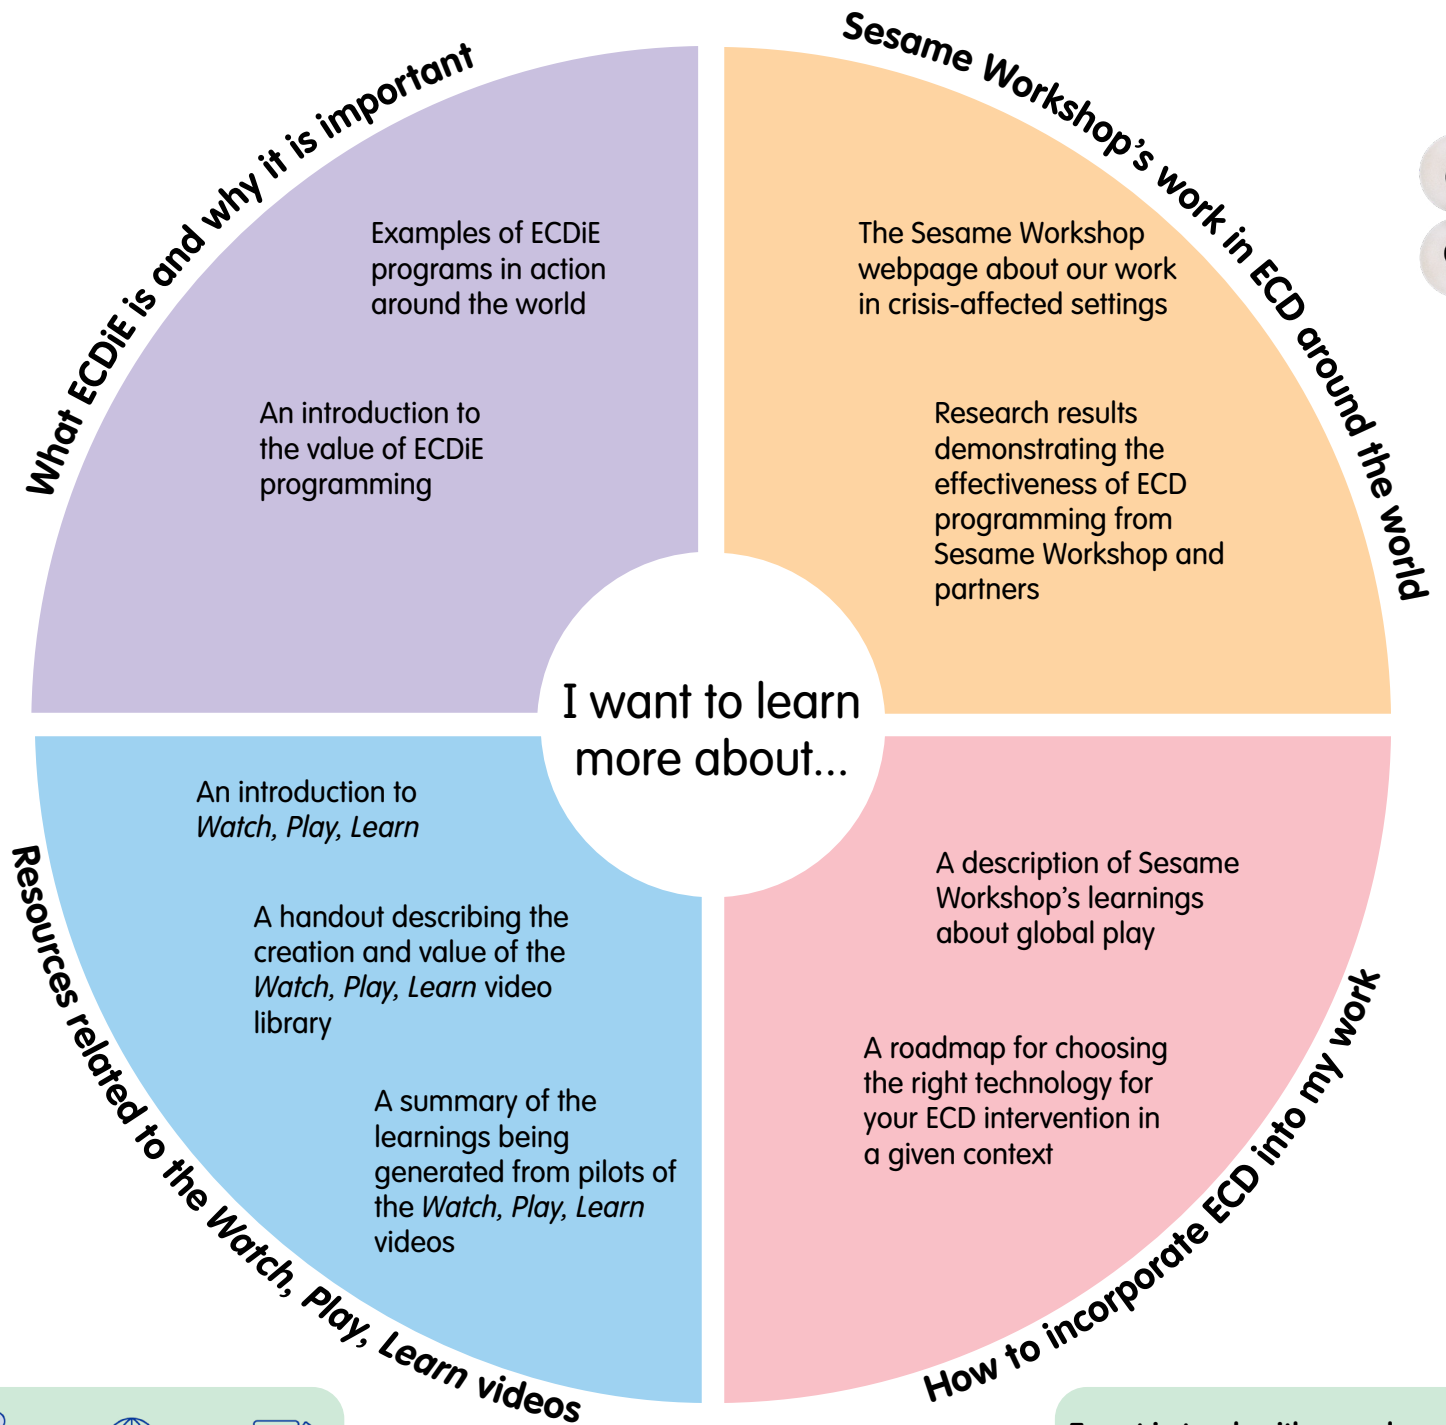 What ECDiE is and why it is important
Examples of ECDiE
programs in action
around the world
An introduction to
the value of ECDiE
programming
Sesame Workshop's work in ECD around the world
The Sesame Workshop
webpage about our work
in crisis-affected settings
Research results
demonstrating the
effectiveness of ECD
programming from
Sesame Workshop and
partners
I want to learn
more about...
Resources related to the Watch, Play, Learn videos
An introduction to
Watch, Play, Learn
A handout describing the
creation and value of the
Watch, Play, Learn video
library
A summary of the
learnings being
generated from pilots of
the Watch, Play, Learn
videos
How to incorporate ECD into my work
A description of Sesame
Workshop's learnings
about global play
A roadmap for choosing
the right technology for
your ECD intervention in
a given context